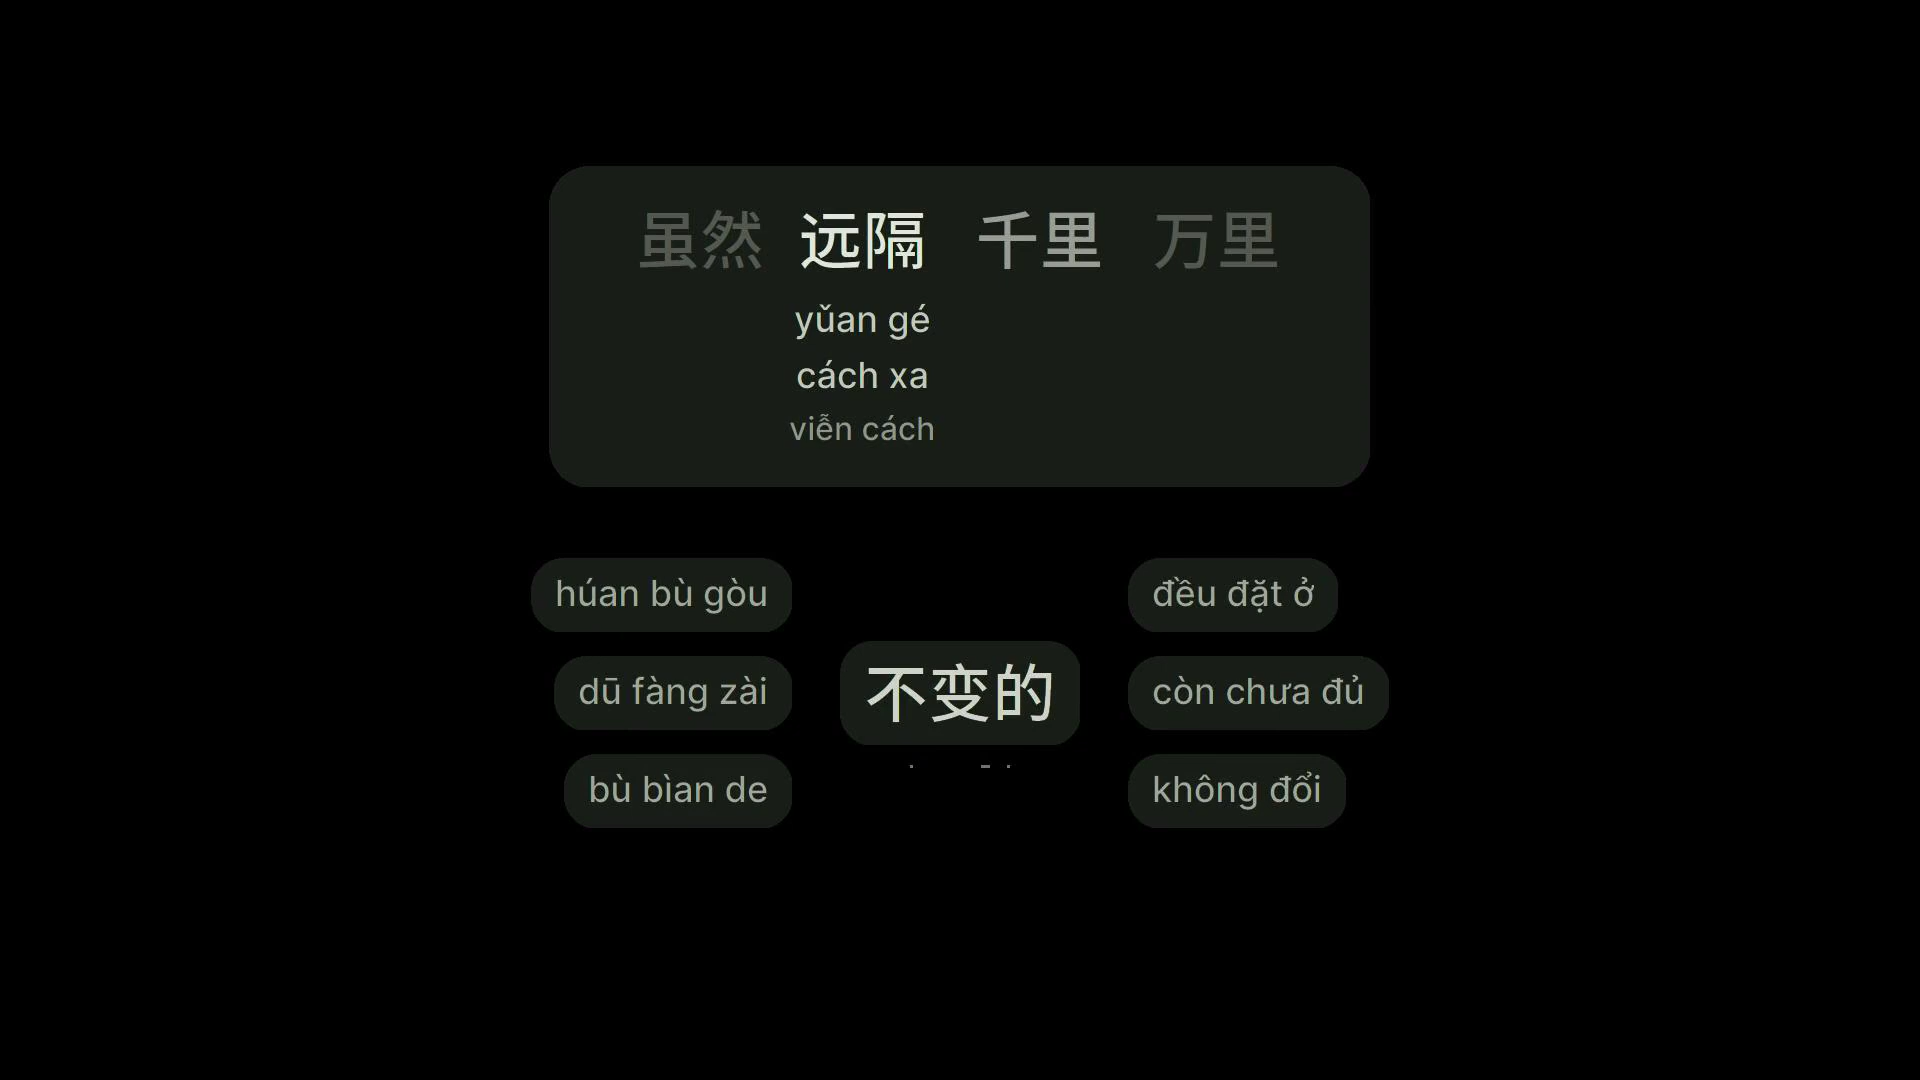 虽然 远隔 千里 万里
yǔan gé
cách xa
viễn cách
húan bù gòu
đều đặt ở
dū fàng zài
不变的
còn chưa đủ
bù bìan de
không đổi